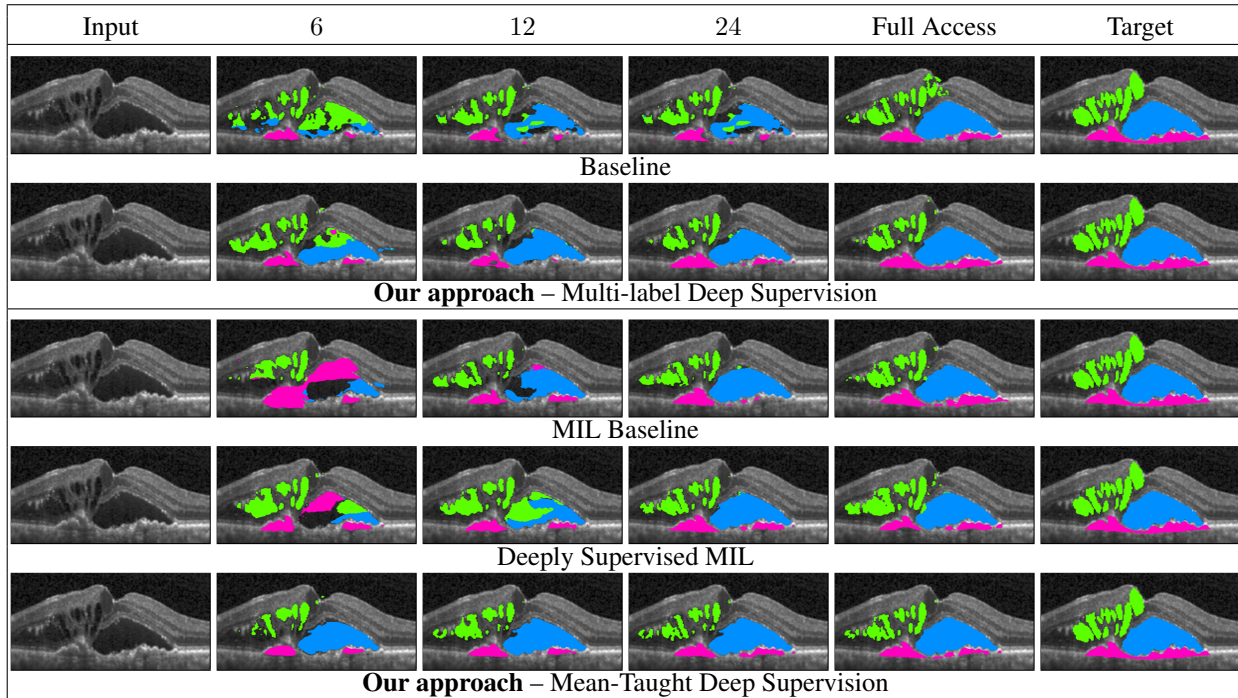 Input 6 12 24 Full Access Target
Baseline
Our approach – Multi-label Deep Supervision
MIL Baseline
Deeply Supervised MIL
Our approach – Mean-Taught Deep Supervision